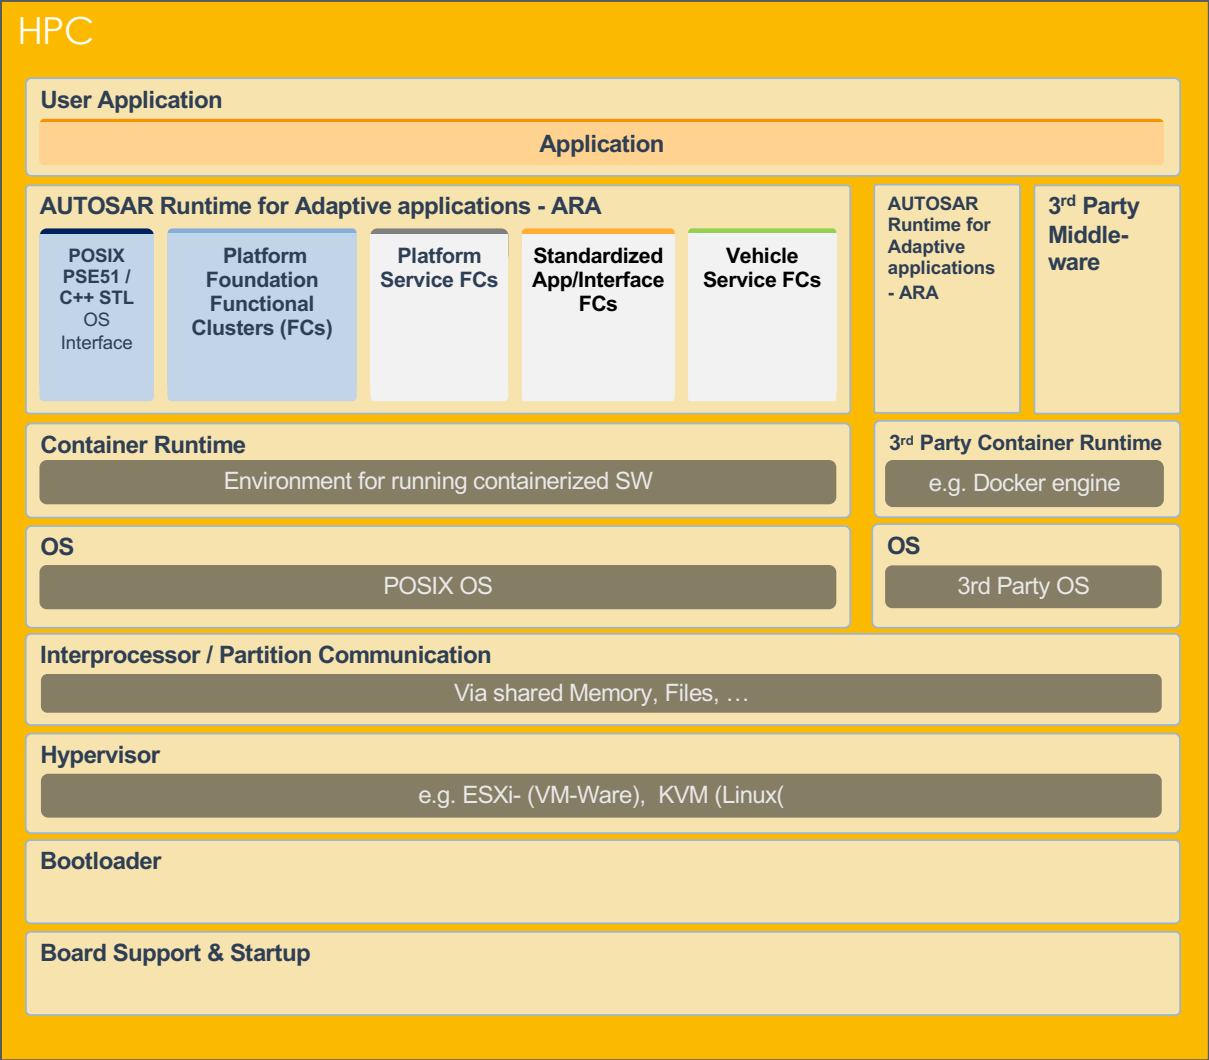 HPC
User Application
Application
AUTOSAR Runtime for Adaptive applications - ARA
POSIX
PSE51 /
C++ STL
OS
Interface
Platform
Foundation
Functional
Clusters (FCs)
Platform
Service FCs
Standardized
App/Interface
FCs
Vehicle
Service FCs
AUTOSAR
Runtime for
Adaptive
applications
- ARA
3rd Party
Middle-
ware
Container Runtime
Environment for running containerized SW
3rd Party Container Runtime
e.g. Docker engine
OS
POSIX OS
OS
3rd Party OS
Interprocessor / Partition Communication
Via shared Memory, Files, …
Hypervisor
e.g. ESXi- (VM-Ware),  KVM (Linux(
Bootloader
Board Support & Startup